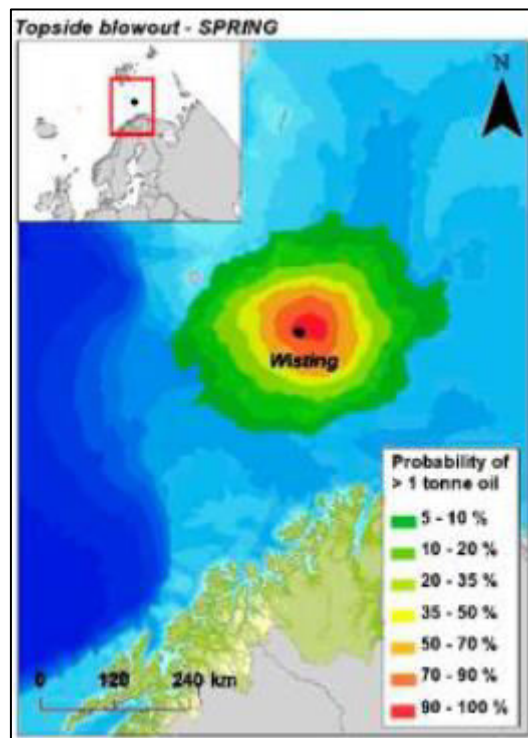 Topside blowout - SPRING
N
Wisting
Probability of
> 1 tonne oil
5 - 10 %
10 - 20 %
20 - 35 %
35 - 50 %
50 - 70 %
70 - 90 %
90 - 100 %
0 120 240 km